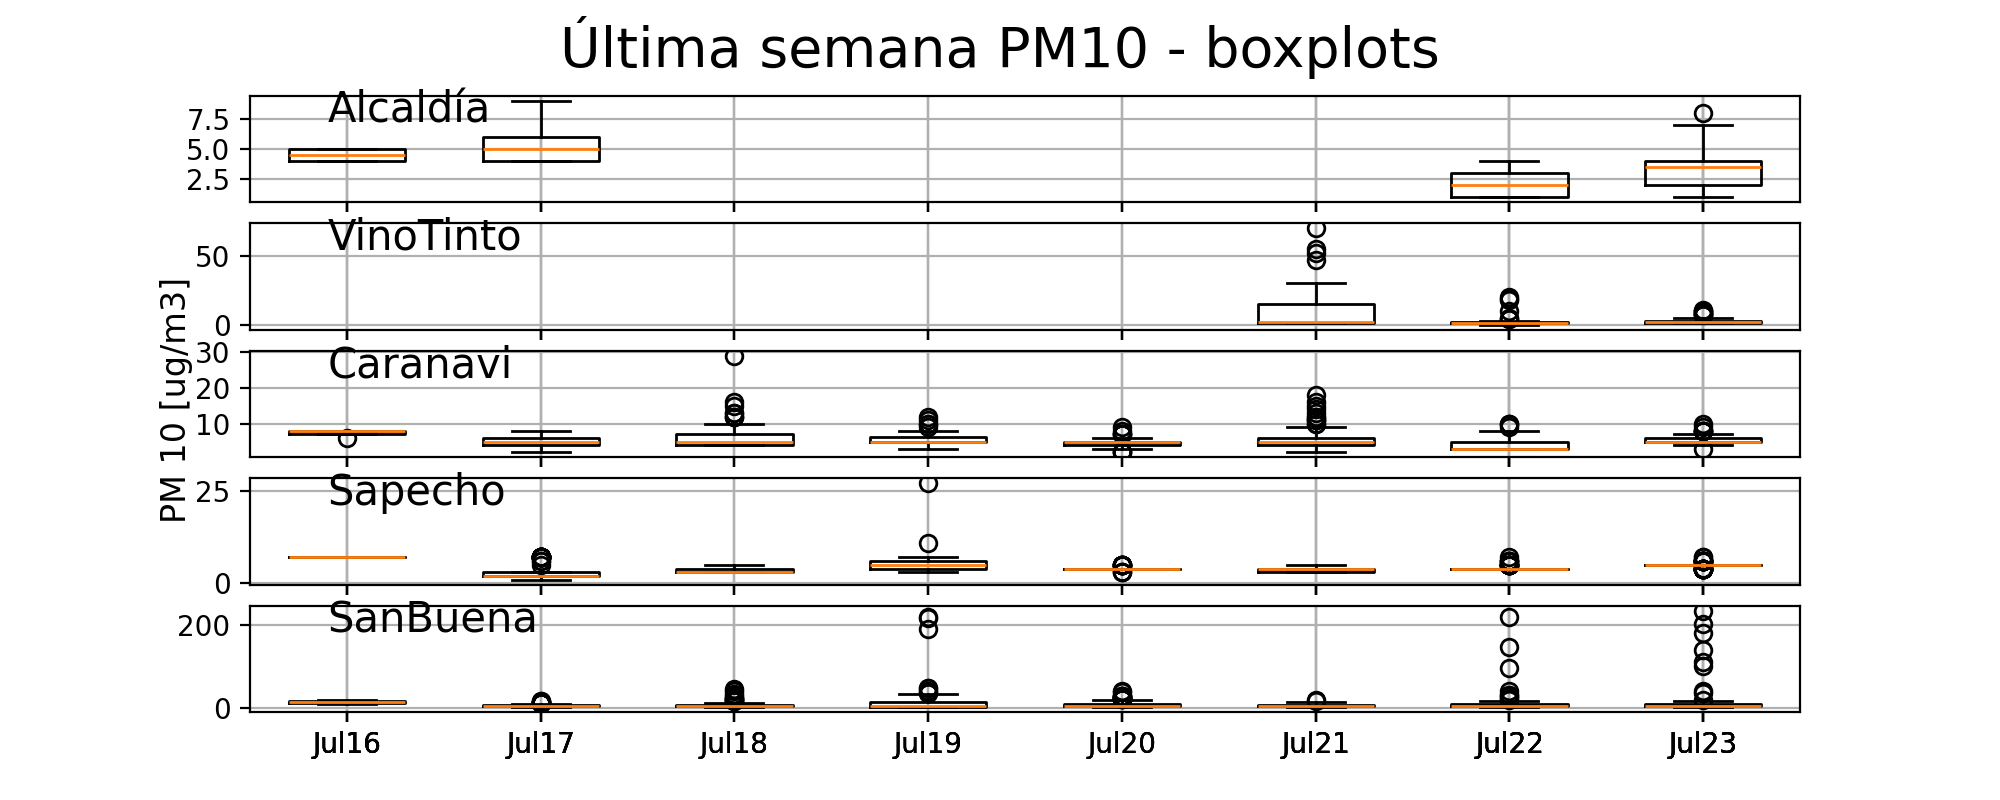 Última semana PM10 - boxplots
Alcaldía
7.5
5.0
2.5
VinoTinto
50
0
PM 10 [ug/m3]
Caranavi
30
20
10
Sapecho
25
0
SanBuena
200
0
Jul16 Jul17 Jul18 Jul19 Jul20 Jul21 Jul22 Jul23